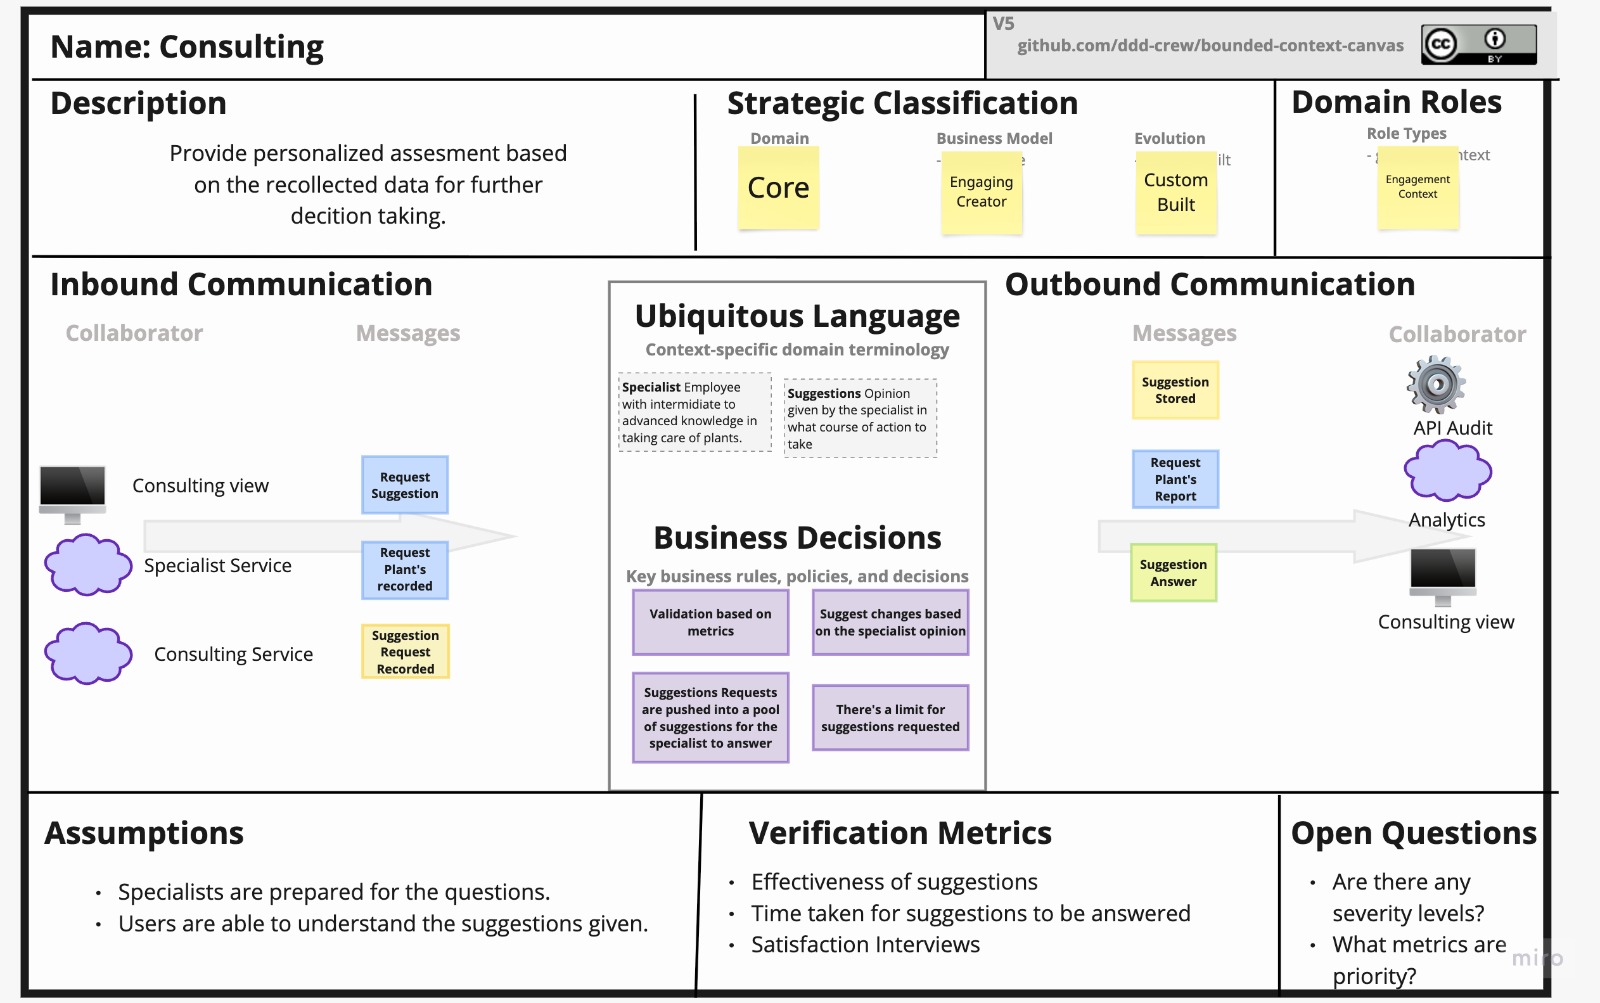 Name: Consulting
V5
github.com/ddd-crew/bounded-context-canvas
cc
BY
Description
Provide personalized assesment based
on the recollected data for further
decition taking.
Strategic Classification
Domain
Core
Business Model
Engaging
Creator
Evolution
Custom
Built
Domain Roles
Role Types
Engagement
Context
Inbound Communication
Collaborator
Messages
Consulting view
Specialist Service
Consulting Service
Request
Suggestion
Request
Plant's
recorded
Suggestion
Request
Recorded
Ubiquitous Language
Context-specific domain terminology
Specialist Employee
with intermidiate to
advanced knowledge in
taking care of plants.
Suggestions Opinion
given by the specialist in
what course of action to
take
Business Decisions
Key business rules, policies, and decisions
Validation based on
metrics
Suggest changes based
on the specialist opinion
Suggestions Requests
are pushed into a pool
of suggestions for the
specialist to answer
There's a limit for
suggestions requested
Outbound Communication
Messages
Collaborator
Suggestion
Stored
Request
Plant's
Report
Suggestion
Answer
API Audit
Analytics
Consulting view
Assumptions
• Specialists are prepared for the questions.
• Users are able to understand the suggestions given.
Verification Metrics
• Effectiveness of suggestions
• Time taken for suggestions to be answered
• Satisfaction Interviews
Open Questions
• Are there any
severity levels?
• What metrics are
priority?
miro